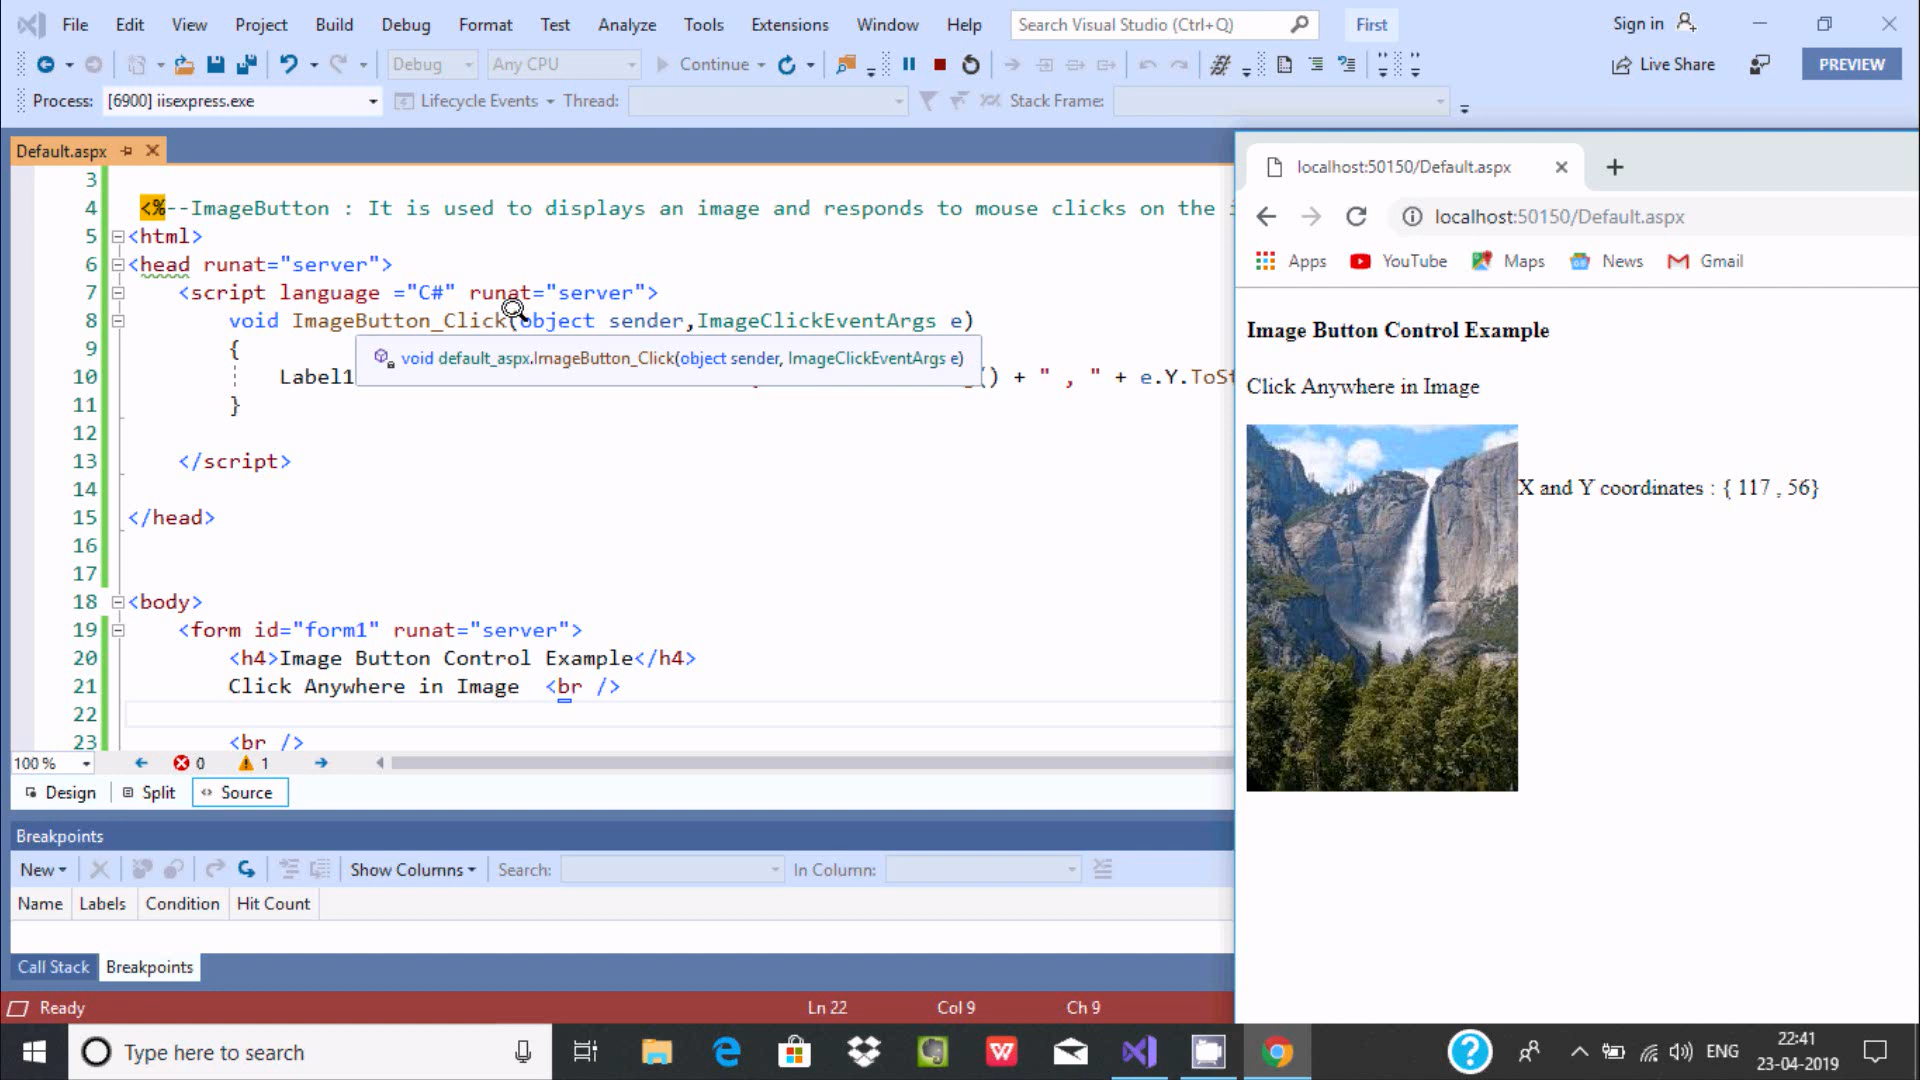 File Edit View Project Build Debug Format Test Analyze Tools Extensions Window Help Search Visual Studio (Ctrl+Q) First Sign in
Debug Any CPU Continue Live Share PREVIEW
Process: [6900] iisexpress.exe Lifecycle Events Thread: Stack Frame:
Default.aspx
3
4 <%--ImageButton : It is used to displays an image and responds to mouse clicks on the
5 <html>
6 <head runat="server">
7 <script language ="C#" runat="server">
8 void ImageButton_Click(object sender,ImageClickEventArgs e)
9 {
void default_aspx.ImageButton_Click(object sender, ImageClickEventArgs e)
10 Label1 () + " , " + e.Y.ToSt
11 }
12
13 </script>
14
15 </head>
16
17
18 <body>
19 <form id="form1" runat="server">
20 <h4>Image Button Control Example</h4>
21 Click Anywhere in Image <br />
22
23 <br />
100 % 0 1
Design Split Source
Breakpoints
New Show Columns Search: In Column:
Name Labels Condition Hit Count
Call Stack Breakpoints
Ready Ln 22 Col 9 Ch 9
localhost:50150/Default.aspx
localhost:50150/Default.aspx
Apps YouTube Maps News Gmail
Image Button Control Example
Click Anywhere in Image
X and Y coordinates : { 117 , 56}
Type here to search
ENG
22:41
23-04-2019